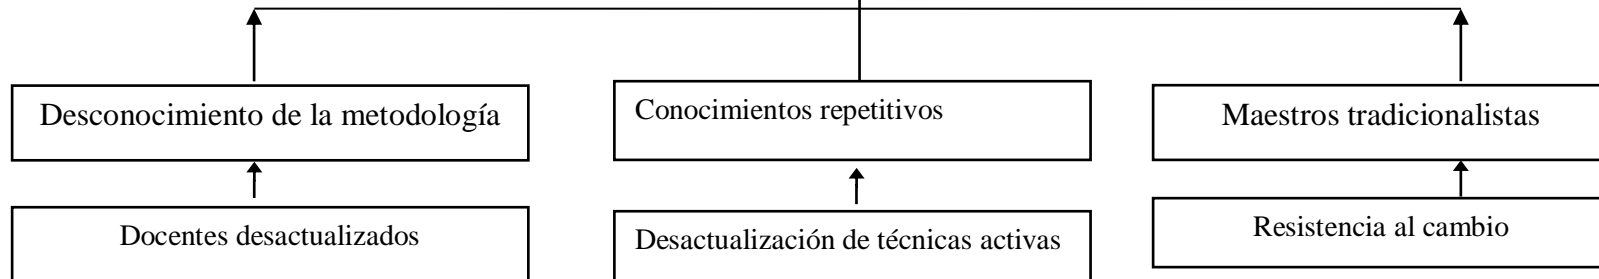 Desconocimiento de la metodología
Conocimientos repetitivos
Maestros tradicionalistas
Docentes desactualizados
Desactualización de técnicas activas
Resistencia al cambio